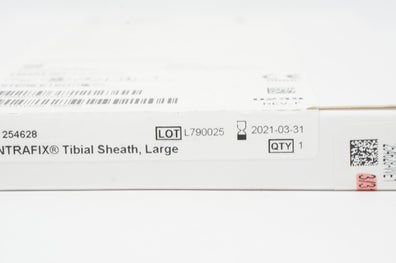 254628 LOT L790025 2021-03-31
NTRAFIX® Tibial Sheath, Large QTY 1